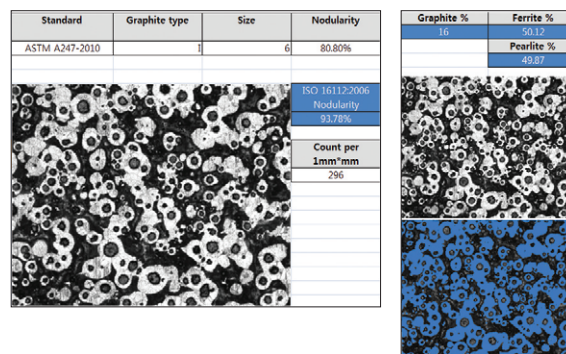 Standard Graphite type Size Nodularity
ASTM A247-2010 I 6 80.80%
ISO 16112:2006
Nodularity
93.78%
Count per
1mm*mm
296
Graphite % Ferrite %
16 50.12
Pearlite %
49.87